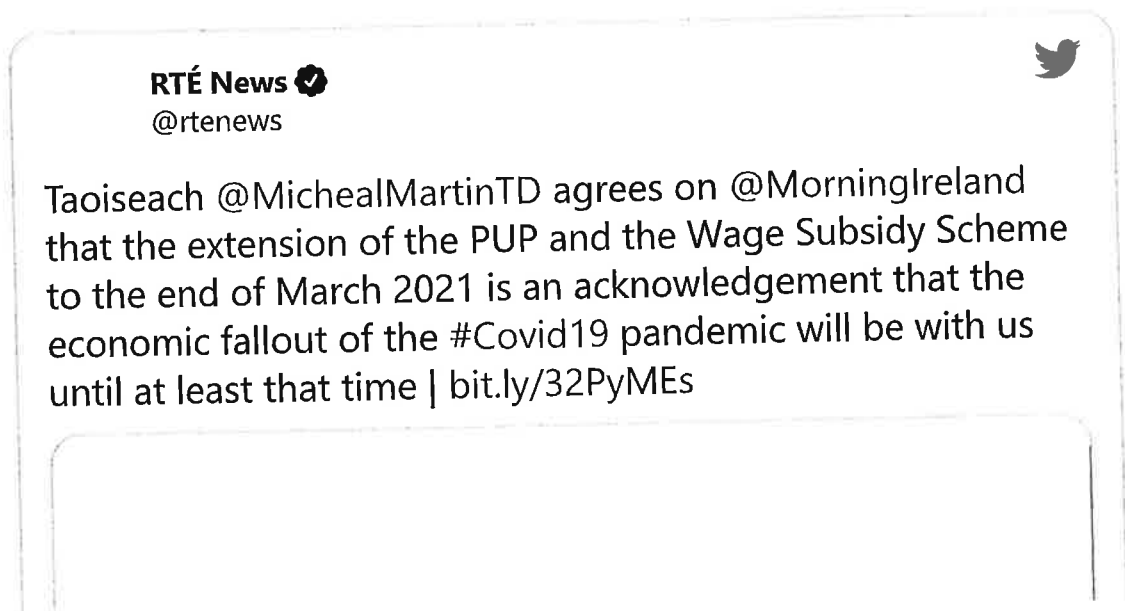 RTÉ News
@rtenews
Taoiseach @MichealMartinTD agrees on @MorningIreland
that the extension of the PUP and the Wage Subsidy Scheme
to the end of March 2021 is an acknowledgement that the
economic fallout of the #Covid19 pandemic will be with us
until at least that time | bit.ly/32PyMEs